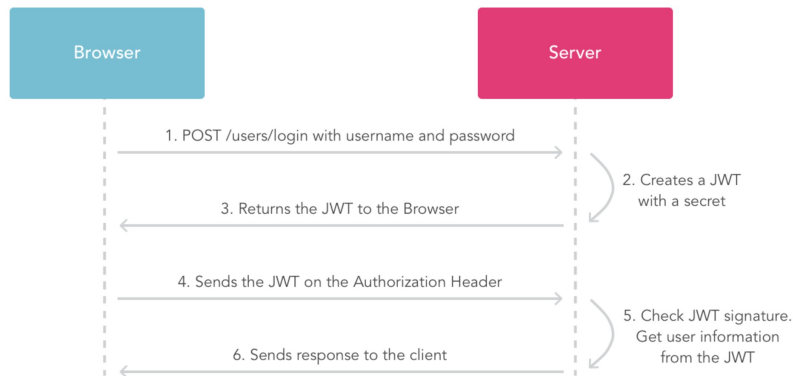 Browser
Server
1. POST /users/login with username and password
2. Creates a JWT
with a secret
3. Returns the JWT to the Browser
4. Sends the JWT on the Authorization Header
5. Check JWT signature.
Get user information
from the JWT
6. Sends response to the client